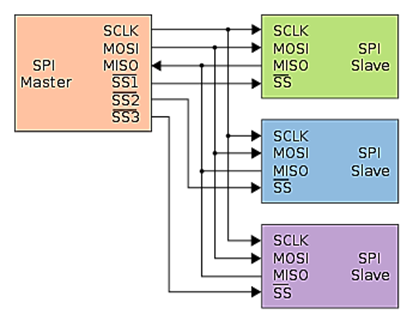 SPI
Master
SCLK
MOSI
MISO
SS1
SS2
SS3
SCLK
MOSI
MISO
SS
SPI
Slave
SCLK
MOSI
MISO
SS
SPI
Slave
SCLK
MOSI
MISO
SS
SPI
Slave